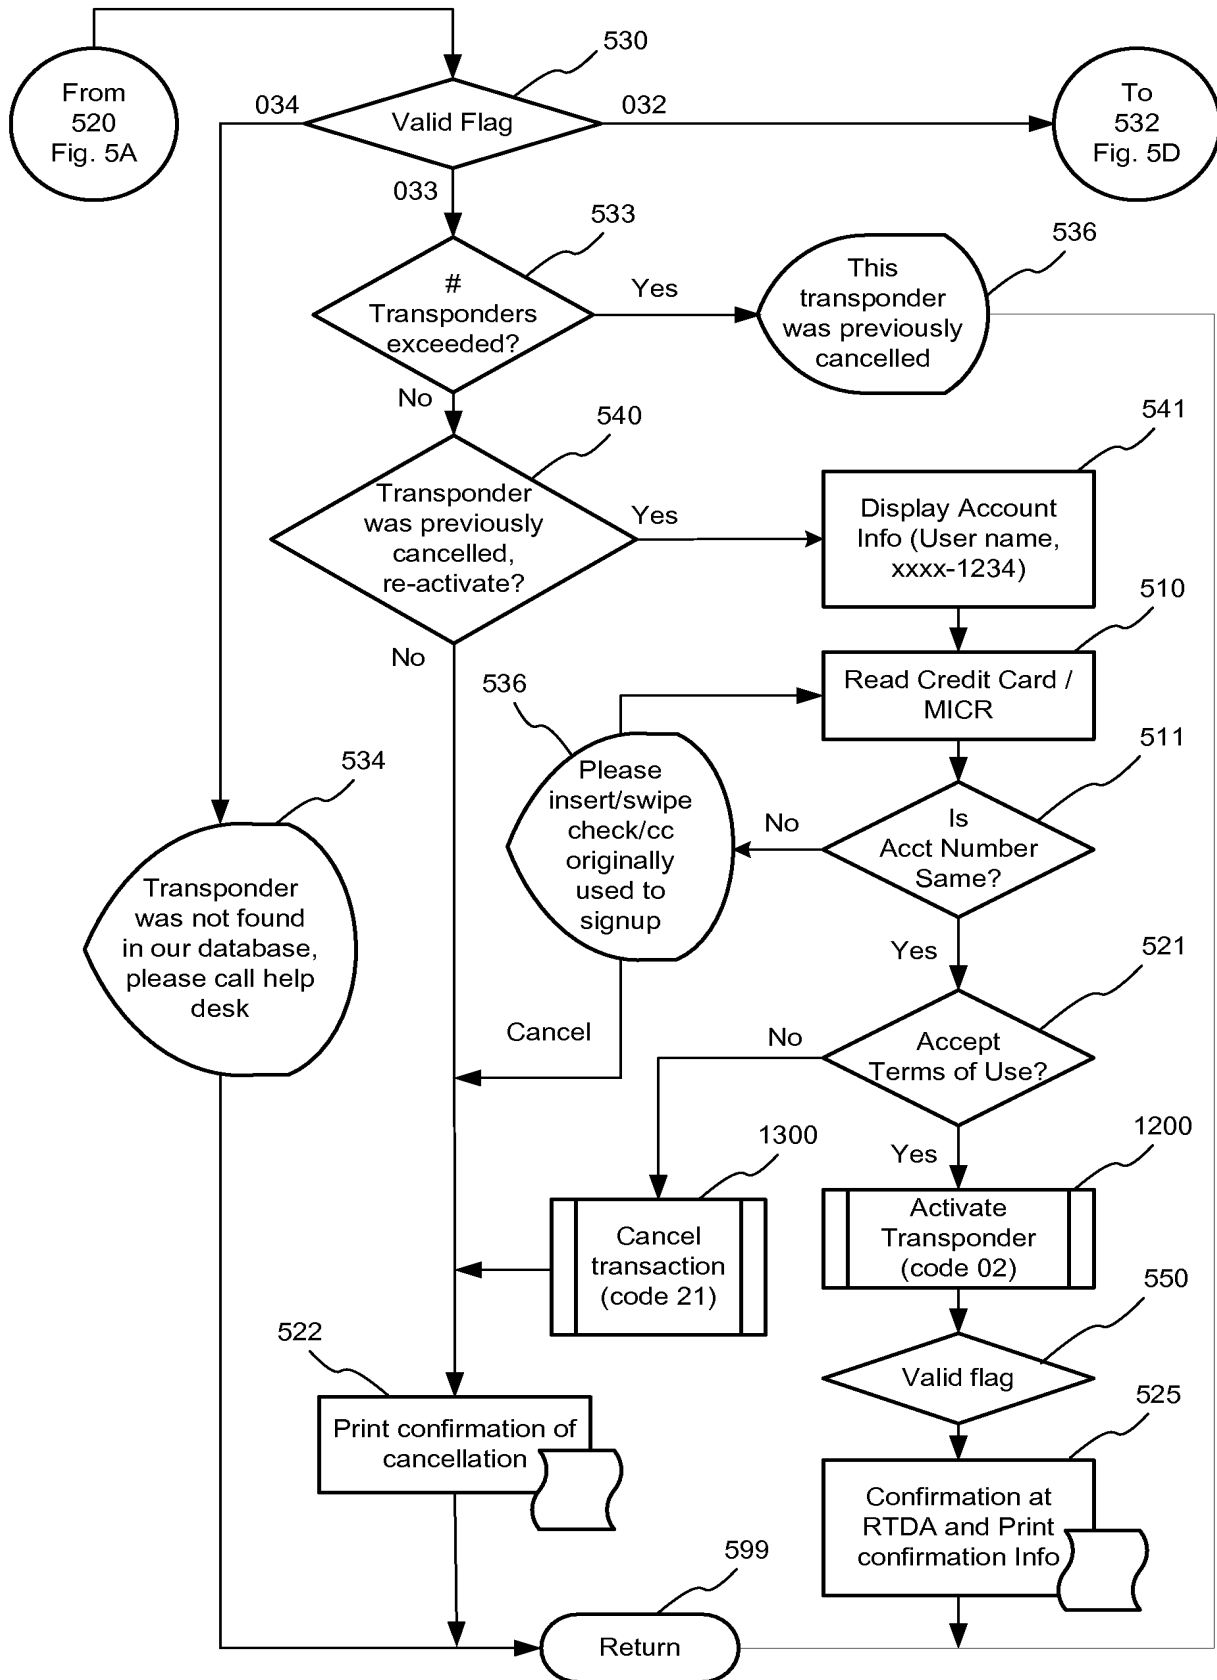 530
From
520
Fig. 5A
034
Valid Flag
032
To
532
Fig. 5D
033
533
536
#
Transponders
exceeded?
Yes
This
transponder
was previously
cancelled
No
540
541
Transponder
was previously
cancelled,
re-activate?
Yes
Display Account
Info (User name,
xxxx-1234)
510
No
536
Read Credit Card /
MICR
511
534
Please
insert/swipe
check/cc
originally
used to
signup
No
Is
Acct Number
Same?
Transponder
was not found
in our database,
please call help
desk
Yes
521
Cancel
No
Accept
Terms of Use?
1300
Yes
1200
Cancel
transaction
(code 21)
Activate
Transponder
(code 02)
550
522
Valid flag
525
Print confirmation of
cancellation
Confirmation at
RTDA and Print
confirmation Info
599
Return